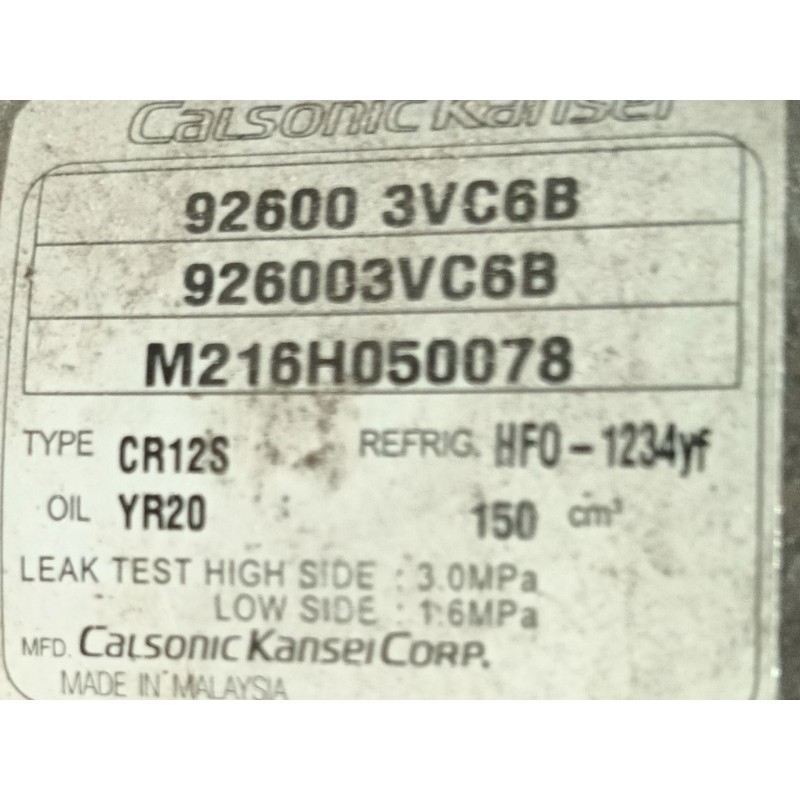 CALSONIC KANSEI
92600 3VC6B
926003VC6B
M216H050078
TYPE CR12S REFRIG. HFO-1234yf
OIL YR20 : 150 cm³
LEAK TEST HIGH SIDE : 3.0MPa
LOW SIDE : 1.6MPa
MFD. CALSONIC KANSEI CORP.
MADE IN MALAYSIA